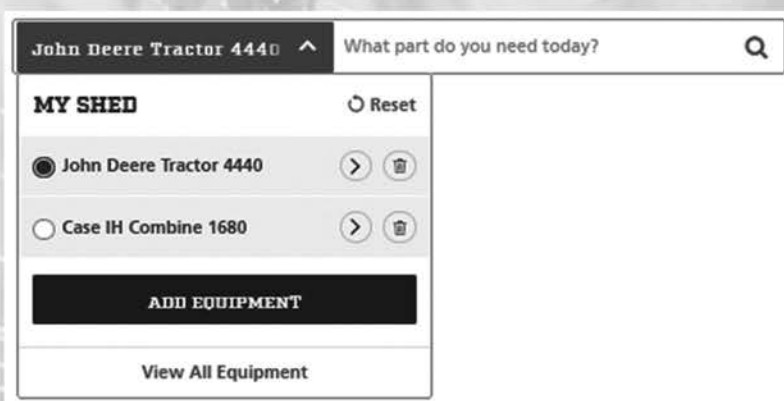 John Deere Tractor 4440 What part do you need today?
MY SHED Reset
John Deere Tractor 4440
Case IH Combine 1680
ADD EQUIPMENT
View All Equipment